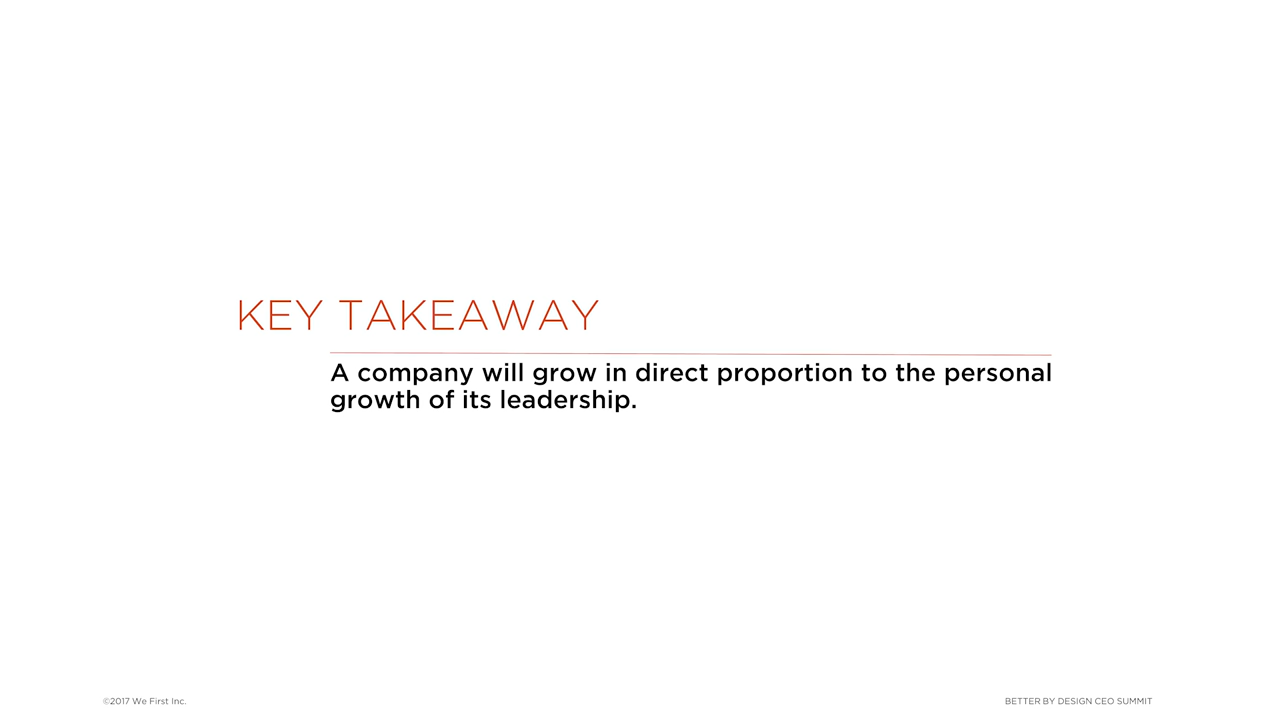 KEY TAKEAWAY
A company will grow in direct proportion to the personal
growth of its leadership.
©2017 We First Inc.
BETTER BY DESIGN CEO SUMMIT